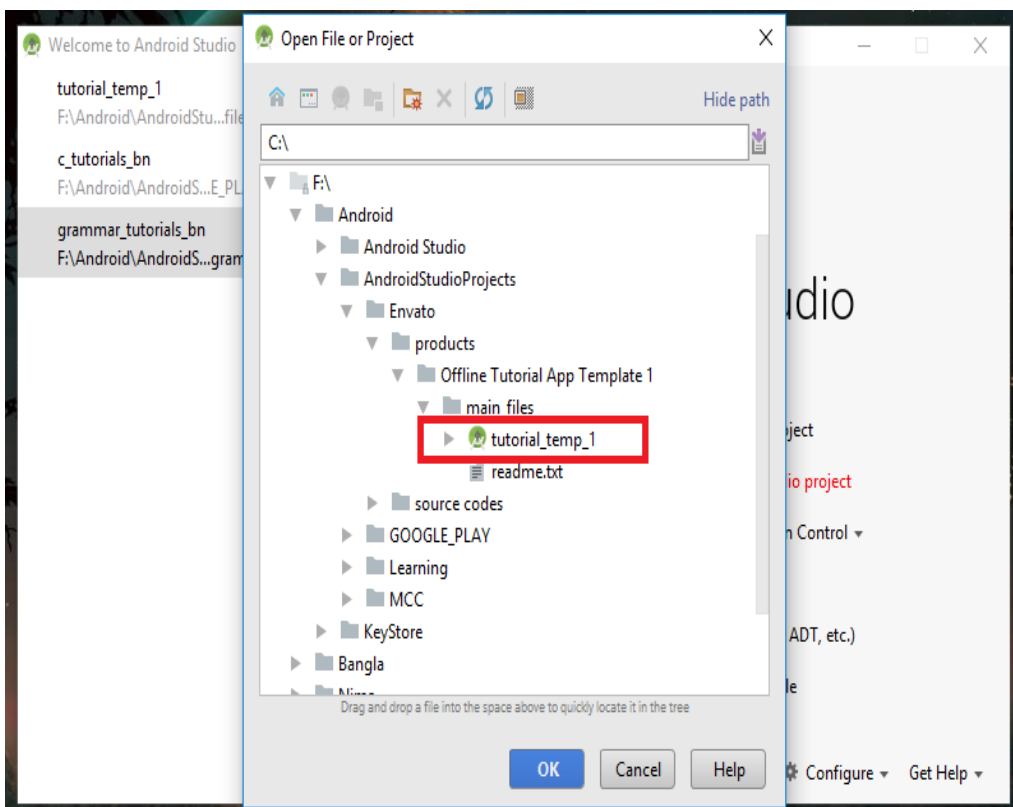 Welcome to Android Studio
tutorial_temp_1
F:\Android\AndroidStu...file
c_tutorials_bn
F:\Android\AndroidS...E_PL
grammar_tutorials_bn
F:\Android\AndroidS...gram
Open File or Project
Hide path
C:\
F:\
Android
Android Studio
AndroidStudioProjects
Envato
products
Offline Tutorial App Template 1
main_files
tutorial_temp_1
readme.txt
source codes
GOOGLE_PLAY
Learning
MCC
KeyStore
Bangla
Drag and drop a file into the space above to quickly locate it in the tree
OK
Cancel
Help
udio
oject
io project
n Control
ADT, etc.)
le
Configure
Get Help